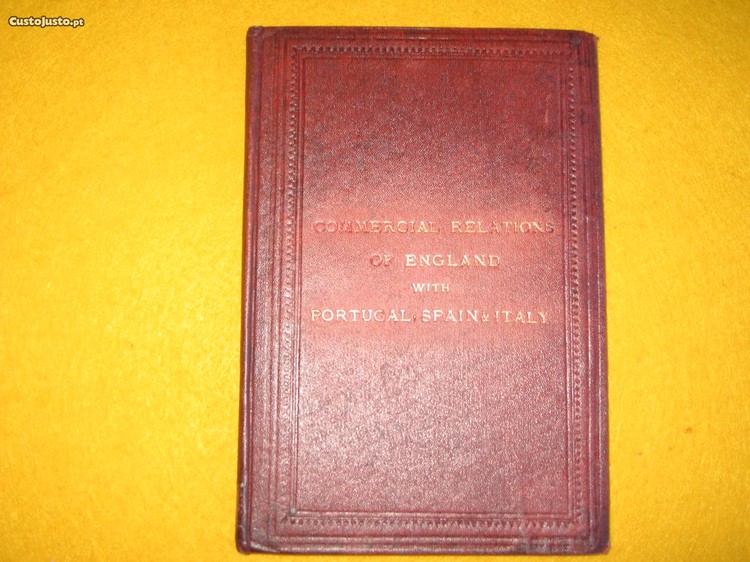 CustoJusto.pt
COMMERCIAL RELATIONS
OF ENGLAND
WITH
PORTUGAL, SPAIN & ITALY